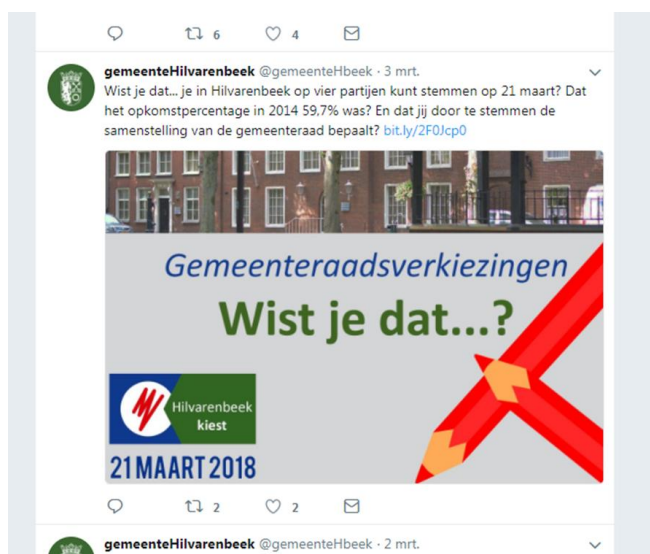 6 4
gemeenteHilvarenbeek @gemeenteHbeek · 3 mrt.
Wist je dat... je in Hilvarenbeek op vier partijen kunt stemmen op 21 maart? Dat
het opkomstpercentage in 2014 59,7% was? En dat jij door te stemmen de
samenstelling van de gemeenteraad bepaalt? bit.ly/2F0Jcp0
Gemeenteraadsverkiezingen
Wist je dat...?
Hilvarenbeek
kiest
21 MAART 2018
2 2
gemeenteHilvarenbeek @gemeenteHbeek · 2 mrt.